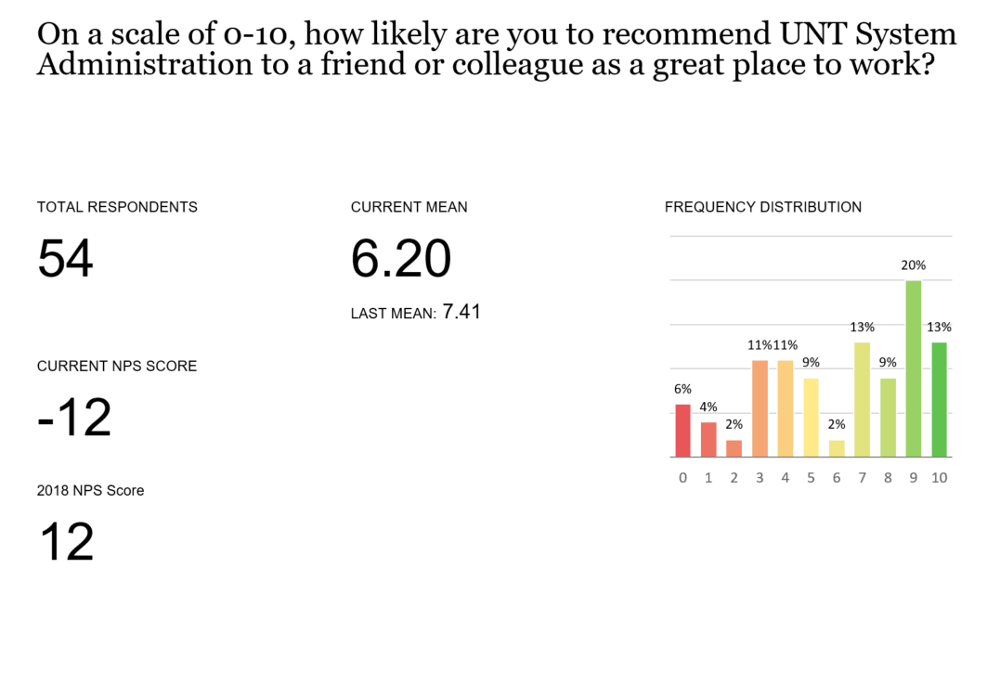 On a scale of 0-10, how likely are you to recommend UNT System
Administration to a friend or colleague as a great place to work?
TOTAL RESPONDENTS
54
CURRENT NPS SCORE
-12
2018 NPS Score
12
CURRENT MEAN
6.20
LAST MEAN: 7.41
FREQUENCY DISTRIBUTION
6% 4% 2% 11% 11% 9% 2% 13% 9% 20% 13%
0 1 2 3 4 5 6 7 8 9 10